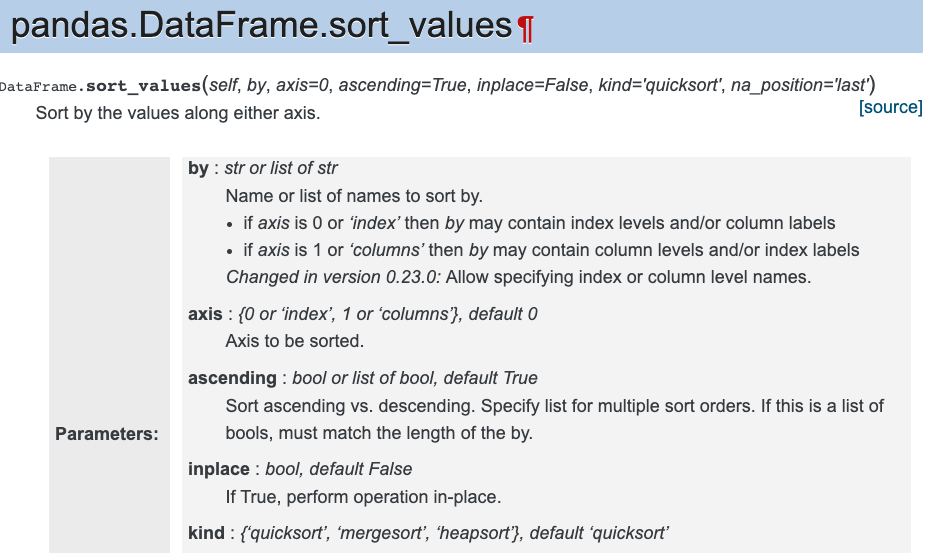 pandas.DataFrame.sort_values¶
DataFrame.sort_values(self, by, axis=0, ascending=True, inplace=False, kind='quicksort', na_position='last')
[source]
Sort by the values along either axis.
by : str or list of str
Name or list of names to sort by.
• if axis is 0 or ‘index’ then by may contain index levels and/or column labels
• if axis is 1 or ‘columns’ then by may contain column levels and/or index labels
Changed in version 0.23.0: Allow specifying index or column level names.
axis : {0 or ‘index’, 1 or ‘columns’}, default 0
Axis to be sorted.
ascending : bool or list of bool, default True
Sort ascending vs. descending. Specify list for multiple sort orders. If this is a list of
bools, must match the length of the by.
Parameters:
inplace : bool, default False
If True, perform operation in-place.
kind : {‘quicksort’, ‘mergesort’, ‘heapsort’}, default ‘quicksort’